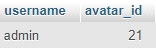 username avatar_id
admin 21